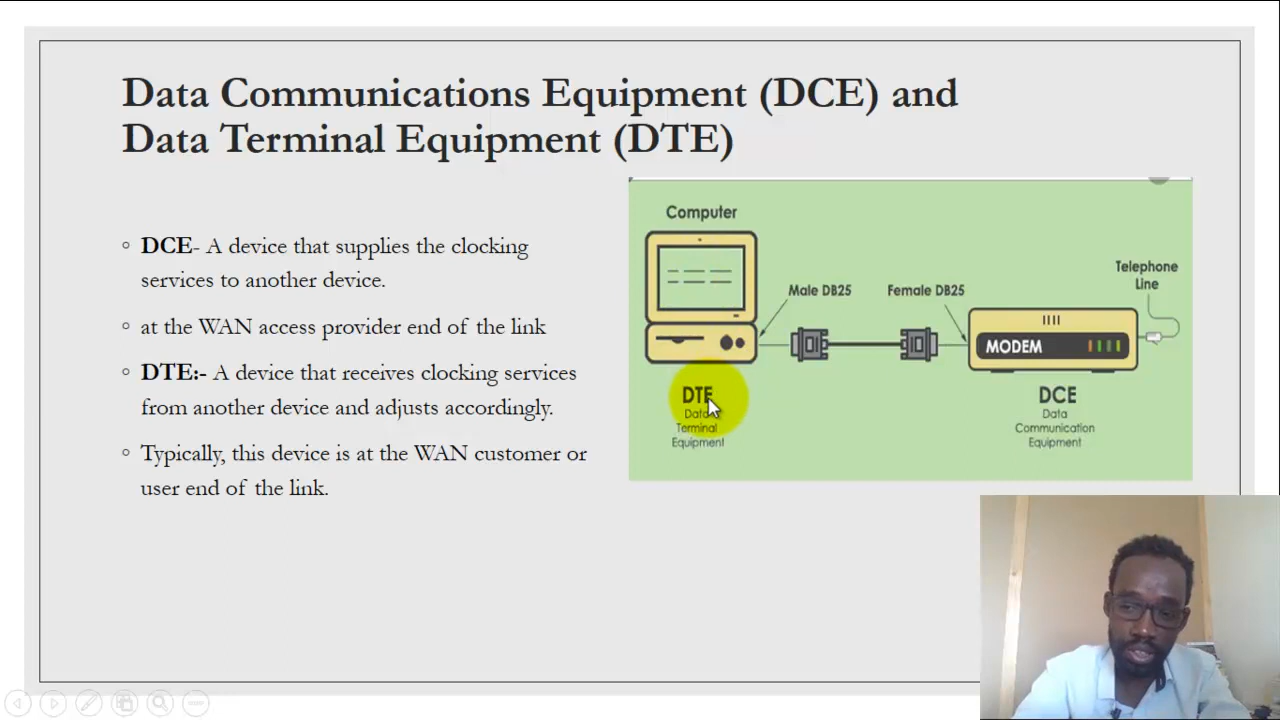 Data Communications Equipment (DCE) and
Data Terminal Equipment (DTE)
◦ DCE- A device that supplies the clocking
services to another device.
◦ at the WAN access provider end of the link
◦ DTE:- A device that receives clocking services
from another device and adjusts accordingly.
◦ Typically, this device is at the WAN customer or
user end of the link.
Computer
Male DB25
Female DB25
Telephone
Line
MODEM
DTE
Data
Terminal
Equipment
DCE
Data
Communication
Equipment